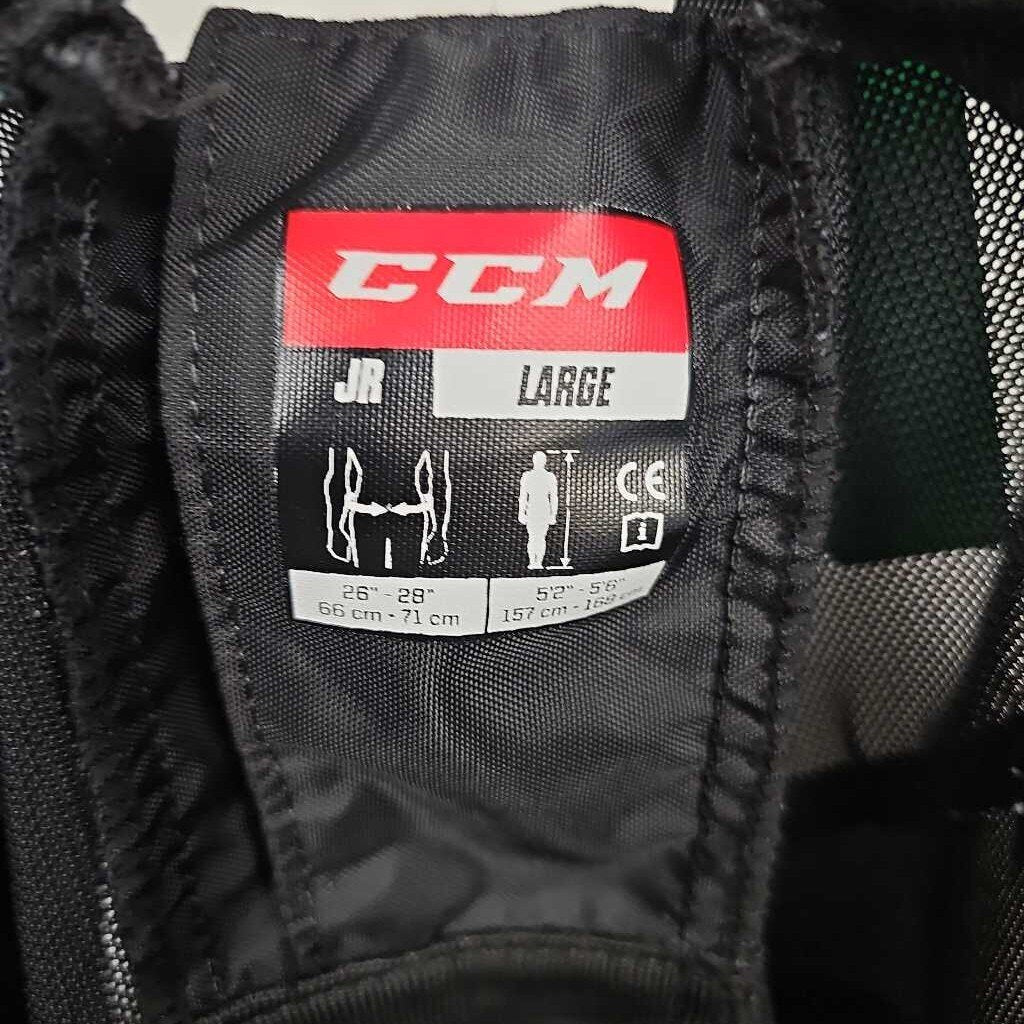 CCM
JR LARGE
CE
i
26" - 28" 5'2" - 5'6"
66 cm - 71 cm 157 cm - 168 cm